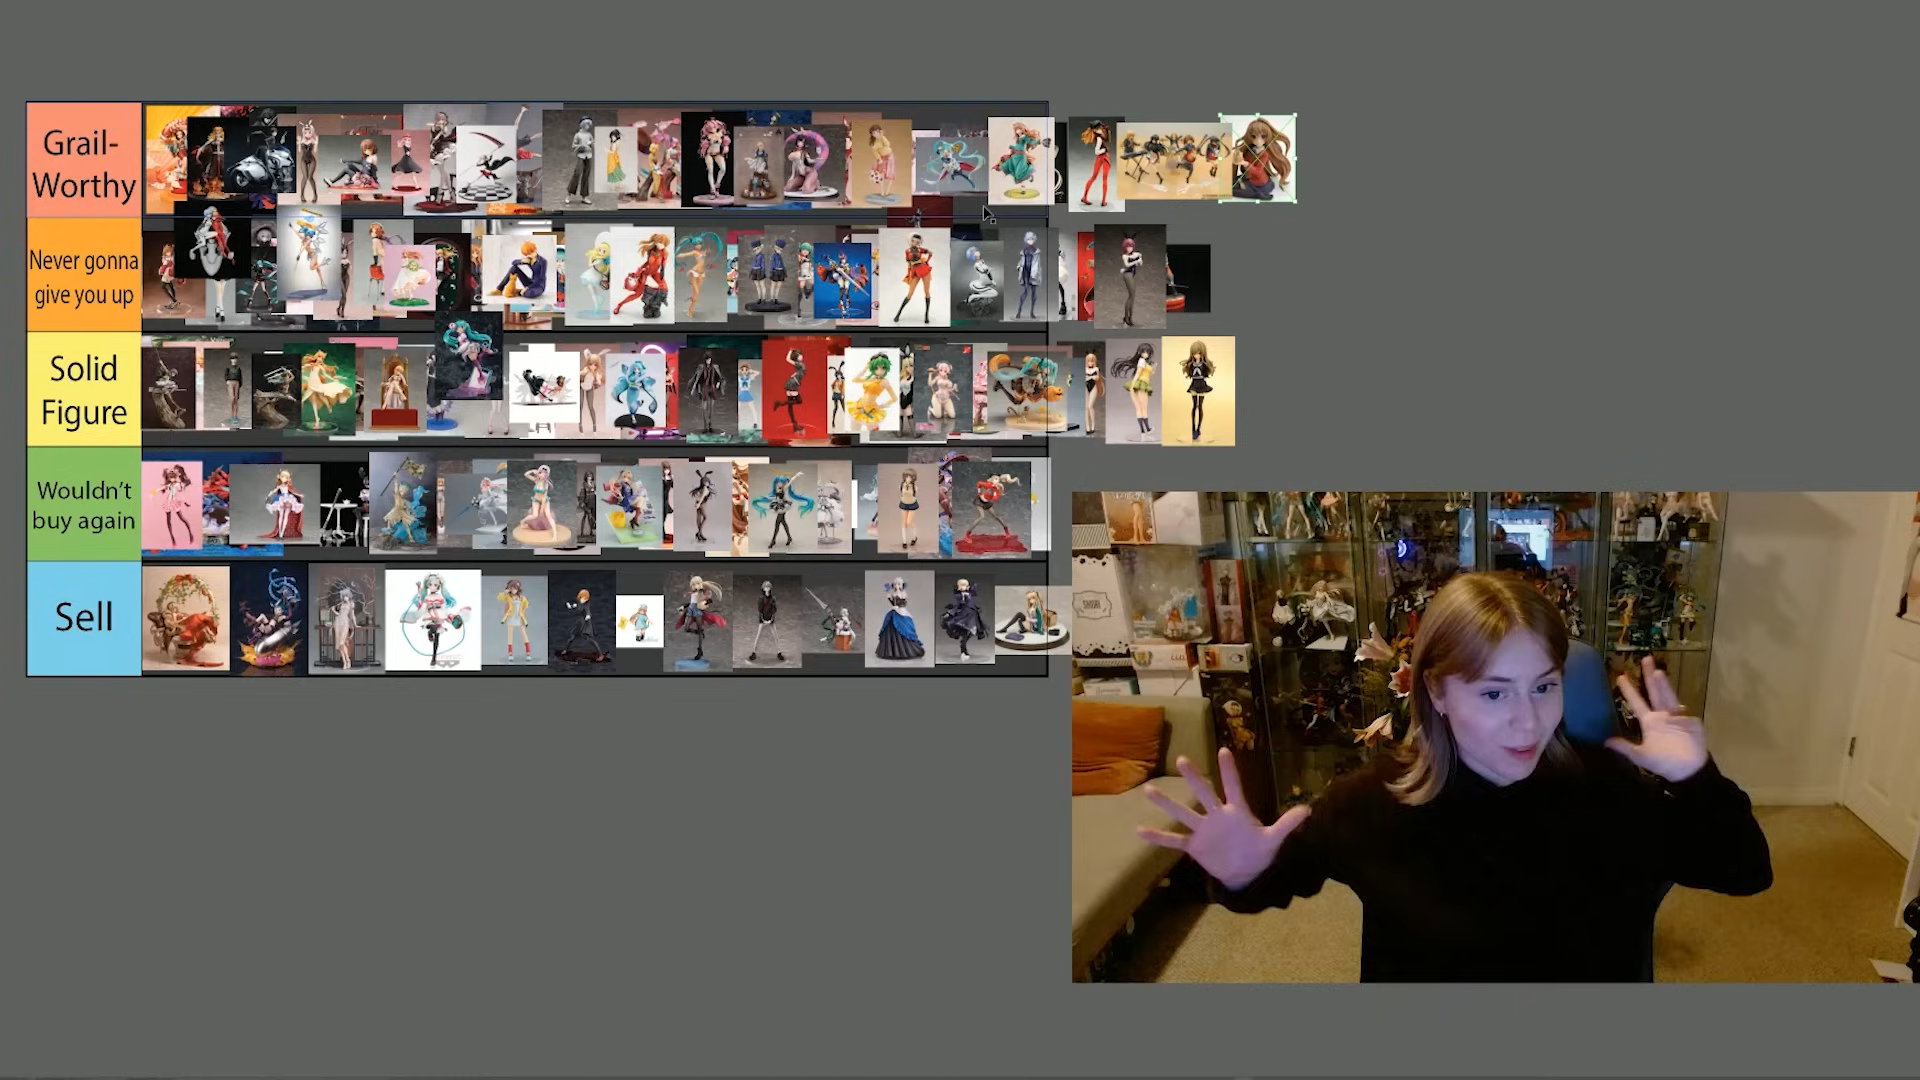 Grail-
Worthy
Never gonna
give you up
Solid
Figure
Wouldn't
buy again
Sell